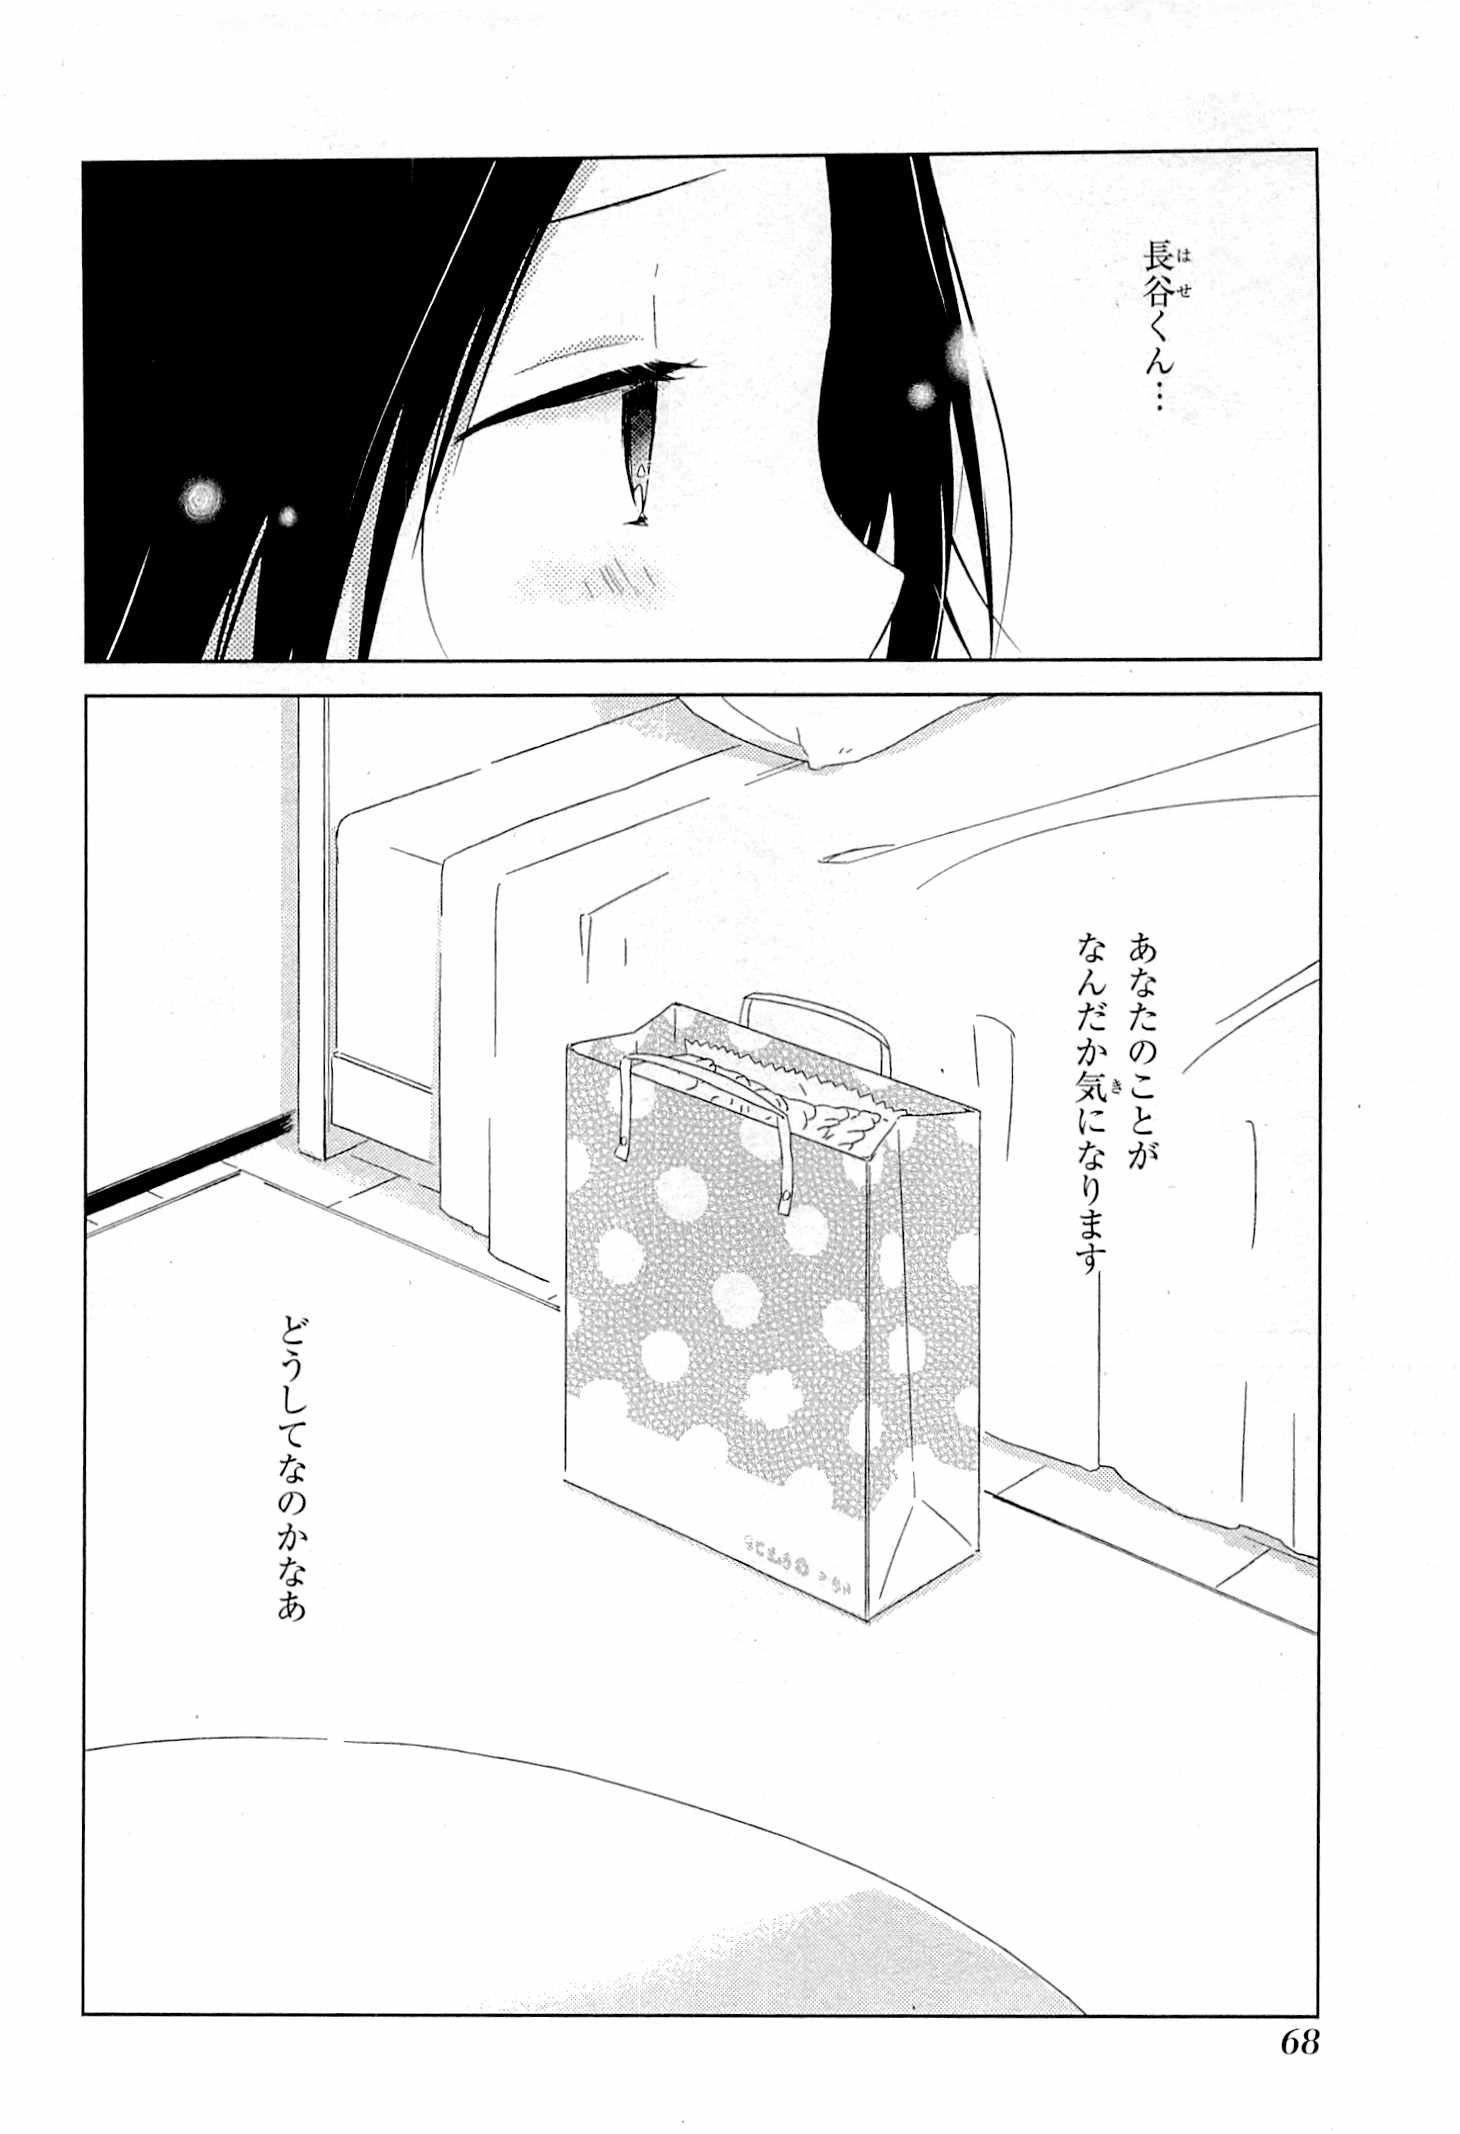 長谷くん…
あなたのことが
なんだか気になります
どうしてなのかなあ
68